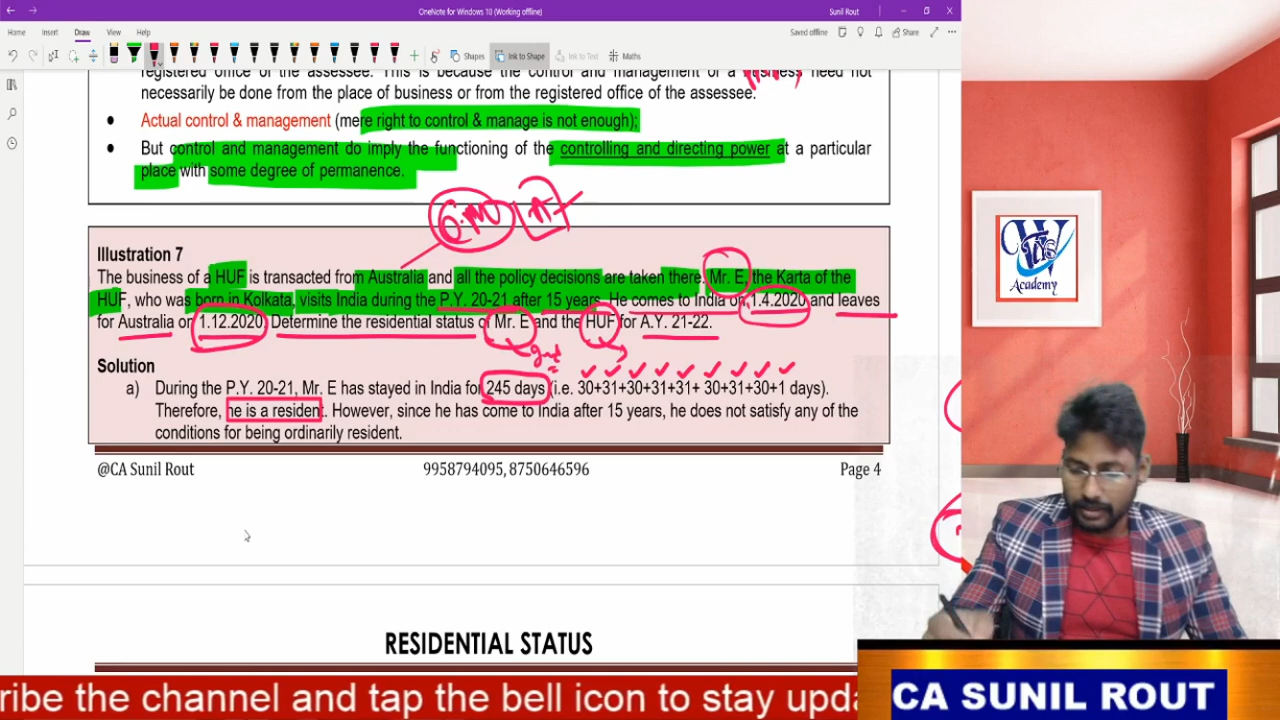 OneNote for Windows 10 (Working offline)
Sunil Rout
Home Insert Draw View Help
Saved offline
Share
Shapes
Ink to Shape
Ink to Text
Maths
registered office of the assessee. This is because the control and management of a business need not
necessarily be done from the place of business or from the registered office of the assessee.
● Actual control & management (mere right to control & manage is not enough);
● But control and management do imply the functioning of the controlling and directing power at a particular
place with some degree of permanence.
Illustration 7
The business of a HUF is transacted from Australia and all the policy decisions are taken there. Mr. E, the Karta of the
HUF, who was born in Kolkata, visits India during the P.Y. 20-21 after 15 years. He comes to India on 1.4.2020 and leaves
for Australia on 1.12.2020. Determine the residential status of Mr. E and the HUF for A.Y. 21-22.
Solution
a) During the P.Y. 20-21, Mr. E has stayed in India for 245 days (i.e. 30+31+30+31+31+ 30+31+30+1 days).
Therefore, he is a resident. However, since he has come to India after 15 years, he does not satisfy any of the
conditions for being ordinarily resident.
@CA Sunil Rout 9958794095, 8750646596 Page 4
RESIDENTIAL STATUS
Academy
ribe the channel and tap the bell icon to stay upda
CA SUNIL ROUT